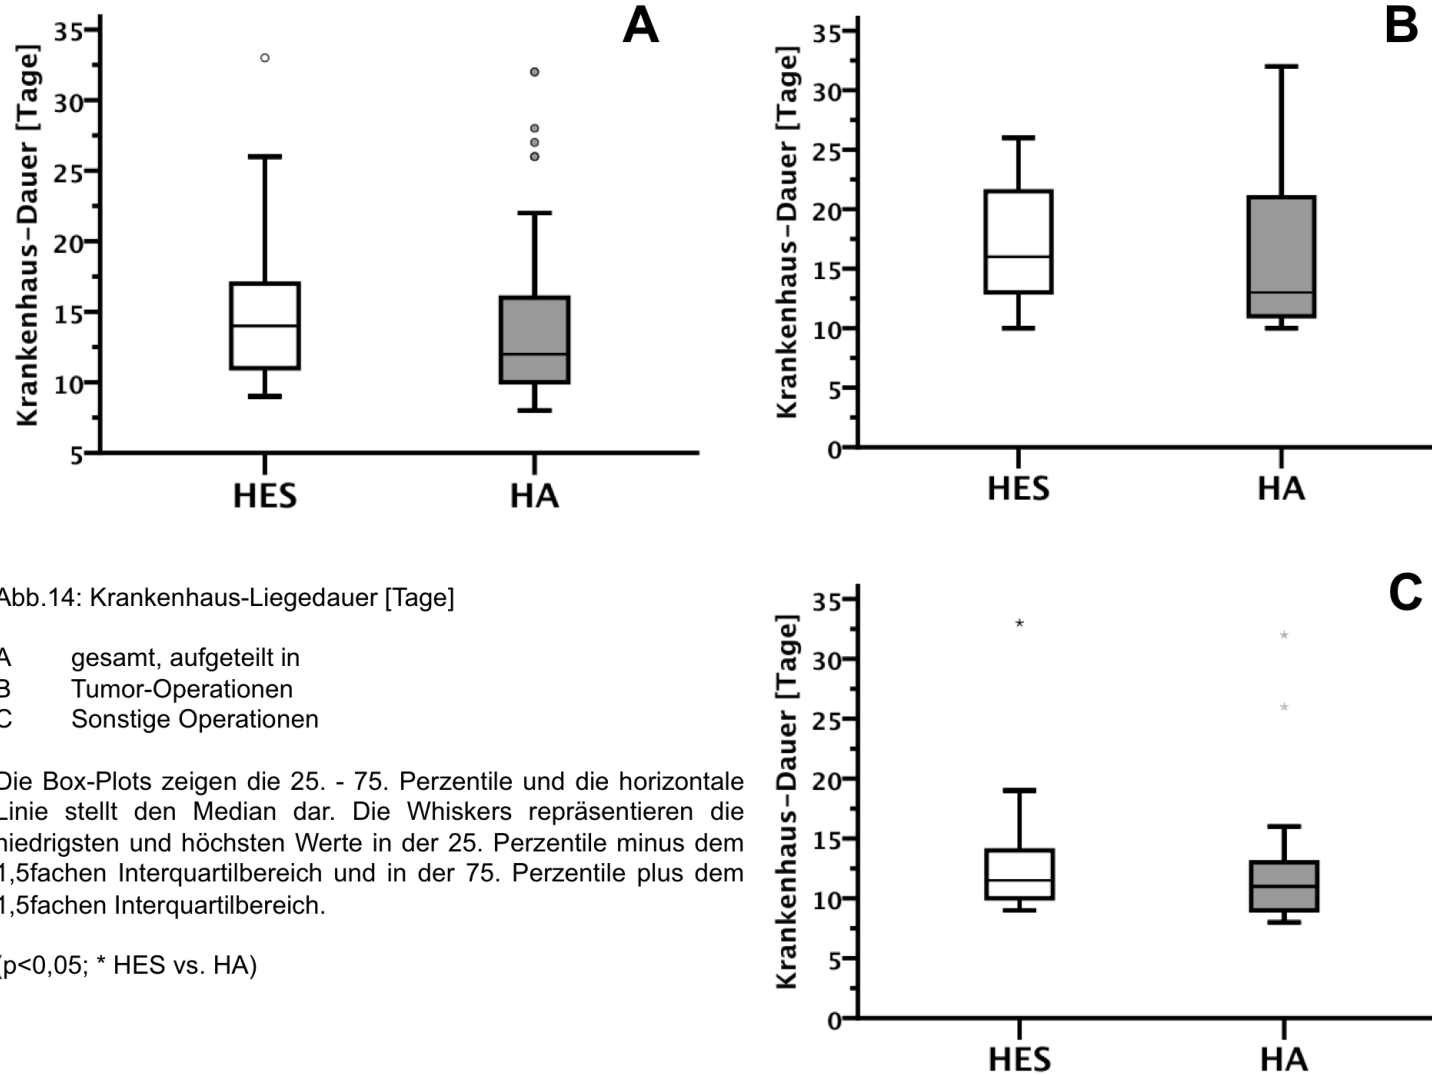 A
Krankenhaus-Dauer [Tage]
35
30
25
20
15
10
5
HES
HA
B
Krankenhaus-Dauer [Tage]
35
30
25
20
15
10
5
0
HES
HA
Abb.14: Krankenhaus-Liegedauer [Tage]
A gesamt, aufgeteilt in
B Tumor-Operationen
C Sonstige Operationen
Die Box-Plots zeigen die 25. - 75. Perzentile und die horizontale
Linie stellt den Median dar. Die Whiskers repräsentieren die
niedrigsten und höchsten Werte in der 25. Perzentile minus dem
1,5fachen Interquartilbereich und in der 75. Perzentile plus dem
1,5fachen Interquartilbereich.
(p<0,05; * HES vs. HA)
C
Krankenhaus-Dauer [Tage]
35
30
25
20
15
10
5
0
HES
HA